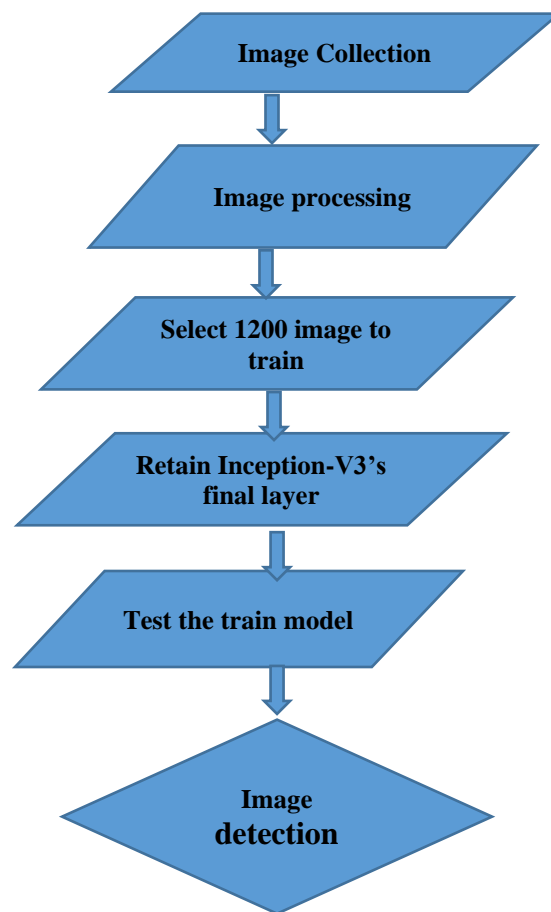 Image Collection
Image processing
Select 1200 image to
train
Retain Inception-V3’s
final layer
Test the train model
Image
detection